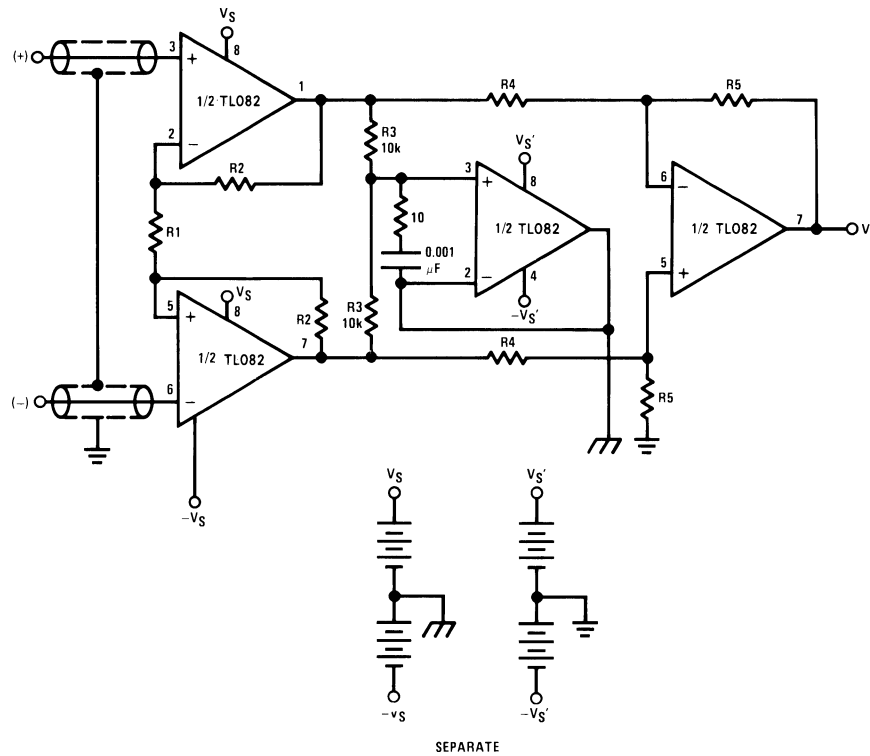 VS
(+)
3
+
8
1/2 TL082
1
2
−
R2
R1
R4
R5
R3
10k
VS'
3
+
8
1/2 TL082
10
0.001
μF
2
−
4
−VS'
6
−
1/2 TL082
7
V
5
+
VS
5
+
8
R2
R3
10k
1/2 TL082
7
R4
R5
(−)
6
−
−VS
VS
VS'
−VS
−VS'
SEPARATE